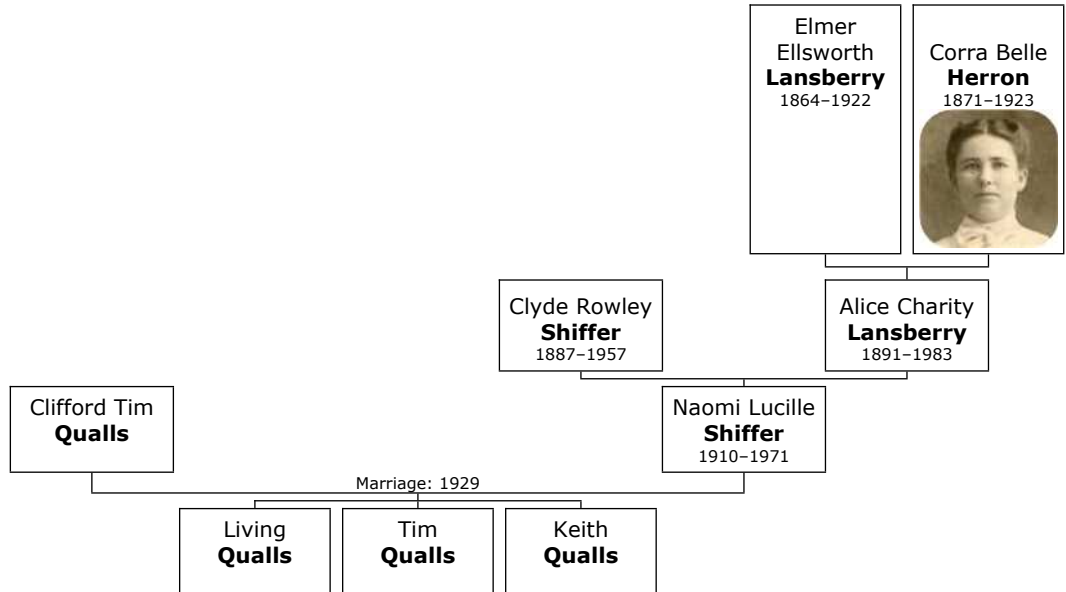 Elmer
Ellsworth
Lansberry
1864–1922
Corra Belle
Herron
1871–1923
Clyde Rowley
Shiffer
1887–1957
Alice Charity
Lansberry
1891–1983
Clifford Tim
Qualls
Naomi Lucille
Shiffer
1910–1971
Marriage: 1929
Living
Qualls
Tim
Qualls
Keith
Qualls